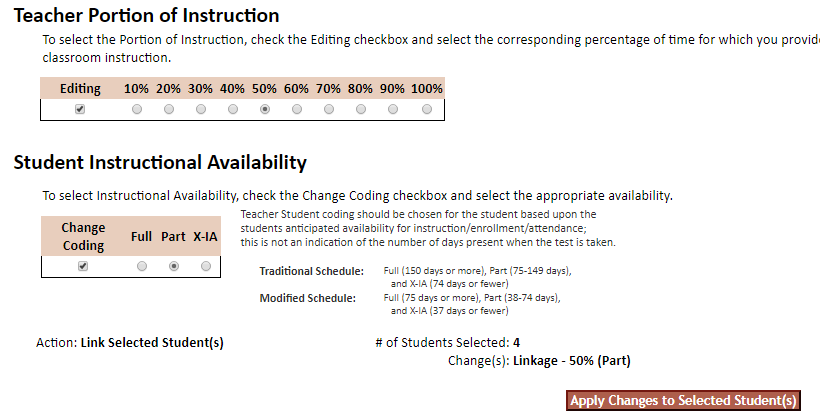 Teacher Portion of Instruction
To select the Portion of Instruction, check the Editing checkbox and select the corresponding percentage of time for which you provid
classroom instruction.
Editing 10% 20% 30% 40% 50% 60% 70% 80% 90% 100%
Student Instructional Availability
To select Instructional Availability, check the Change Coding checkbox and select the appropriate availability.
Change Coding Full Part X-IA
Teacher Student coding should be chosen for the student based upon the
students anticipated availability for instruction/enrollment/attendance;
this is not an indication of the number of days present when the test is taken.
Traditional Schedule: Full (150 days or more), Part (75-149 days),
and X-IA (74 days or fewer)
Modified Schedule: Full (75 days or more), Part (38-74 days),
and X-IA (37 days or fewer)
Action: Link Selected Student(s) # of Students Selected: 4
Change(s): Linkage - 50% (Part)
Apply Changes to Selected Student(s)